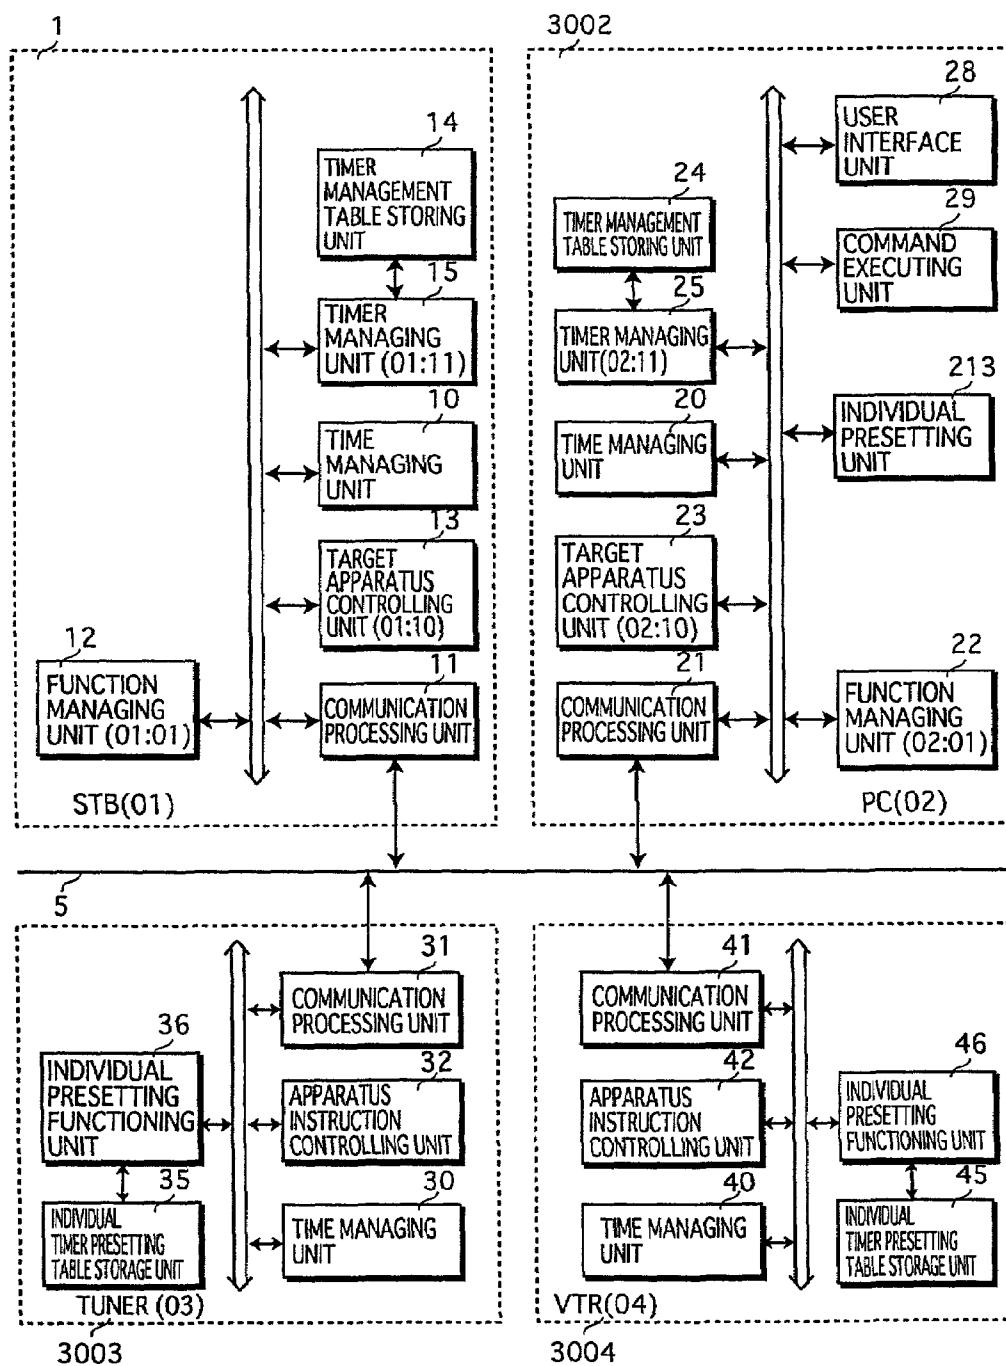 1
14
TIMER
MANAGEMENT
TABLE STORING
UNIT
15
TIMER
MANAGING
UNIT (01:11)
10
TIME
MANAGING
UNIT
13
TARGET
APPARATUS
CONTROLLING
UNIT (01:10)
12
FUNCTION
MANAGING
UNIT (01:01)
11
COMMUNICATION
PROCESSING UNIT
STB(01)
3002
28
USER
INTERFACE
UNIT
24
TIMER MANAGEMENT
TABLE STORING UNIT
29
COMMAND
EXECUTING
UNIT
25
TIMER MANAGING
UNIT(02:11)
213
INDIVIDUAL
PRESETTING
UNIT
20
TIME MANAGING
UNIT
23
TARGET
APPARATUS
CONTROLLING
UNIT (02:10)
21
COMMUNICATION
PROCESSING UNIT
22
FUNCTION
MANAGING
UNIT (02:01)
PC(02)
5
31
COMMUNICATION
PROCESSING UNIT
36
INDIVIDUAL
PRESETTING
FUNCTIONING
UNIT
32
APPARATUS
INSTRUCTION
CONTROLLING UNIT
35
INDIVIDUAL
TIMER PRESETTING
TABLE STORAGE UNIT
30
TIME MANAGING
UNIT
TUNER (03)
3003
41
COMMUNICATION
PROCESSING UNIT
42
APPARATUS
INSTRUCTION
CONTROLLING UNIT
46
INDIVIDUAL
PRESETTING
FUNCTIONING UNIT
40
TIME MANAGING
UNIT
45
INDIVIDUAL
TIMER PRESETTING
TABLE STORAGE UNIT
VTR(04)
3004